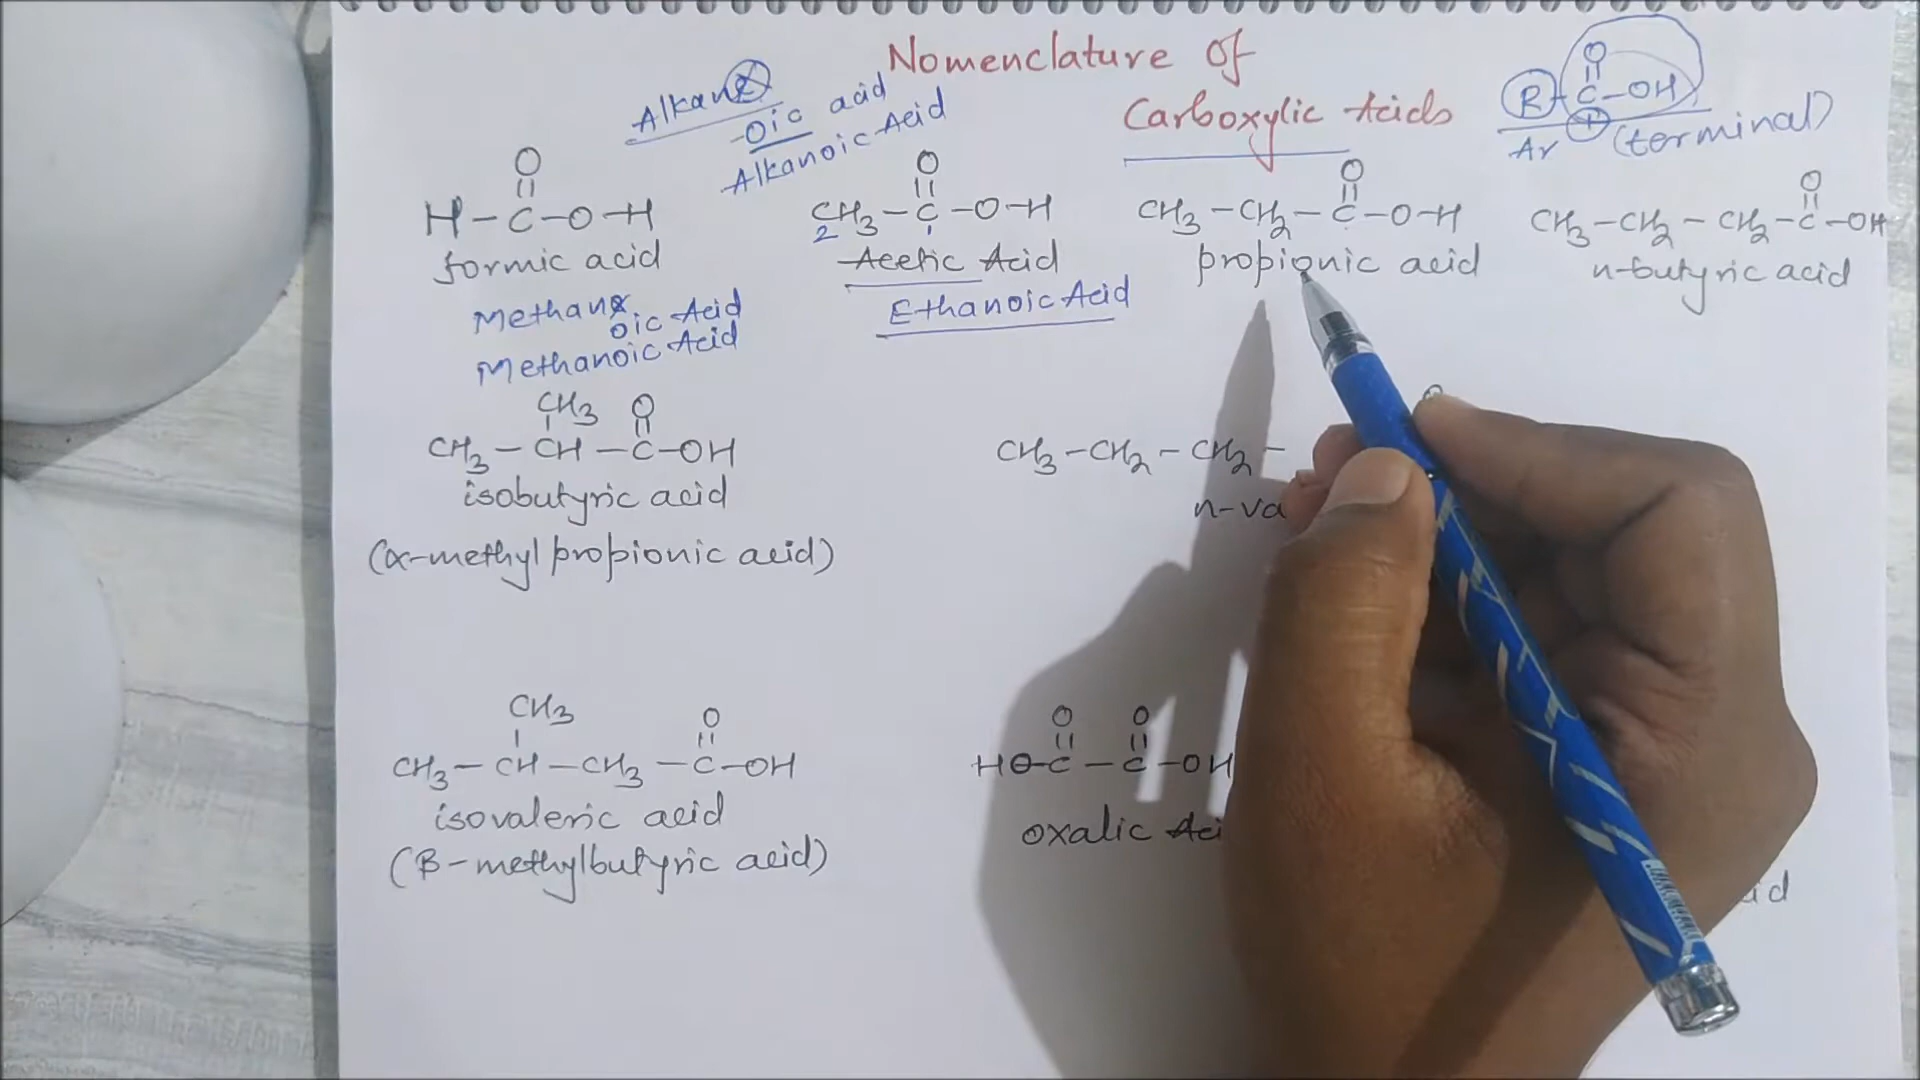 Nomenclature of
Carboxylic Acids
Alkane
oic acid
Alkanoic Acid
O
R-C-OH
Ar
1
(terminal)
O
H-C-O-H
formic acid
Methane
oic Acid
Methanoic Acid
O
CH3-C-O-H
2
Acetic Acid
Ethanoic Acid
O
CH3-CH2-C-O-H
propionic acid
O
CH3-CH2-CH2-C-OH
n-butyric acid
CH3 O
CH3-CH-C-OH
isobutyric acid
(α-methyl propionic acid)
CH3-CH2-CH2-
n-va
CH3 O
CH3-CH-CH3-C-OH
isovaleric acid
(β-methylbutyric acid)
O O
HO-C-C-OH
oxalic Aci
id